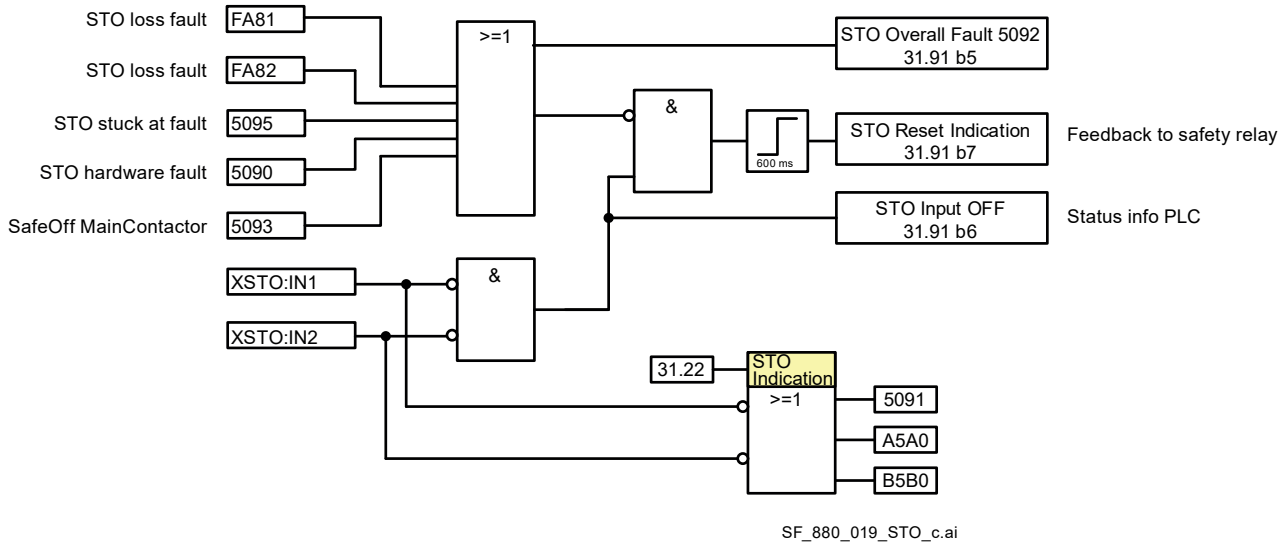 STO loss fault FA81
STO loss fault FA82
STO stuck at fault 5095
STO hardware fault 5090
SafeOff MainContactor 5093
>=1
STO Overall Fault 5092
31.91 b5
&
600 ms
STO Reset Indication
31.91 b7
Feedback to safety relay
STO Input OFF
31.91 b6
Status info PLC
XSTO:IN1
XSTO:IN2
&
31.22
STO
Indication
>=1
5091
A5A0
B5B0
SF_880_019_STO_c.ai